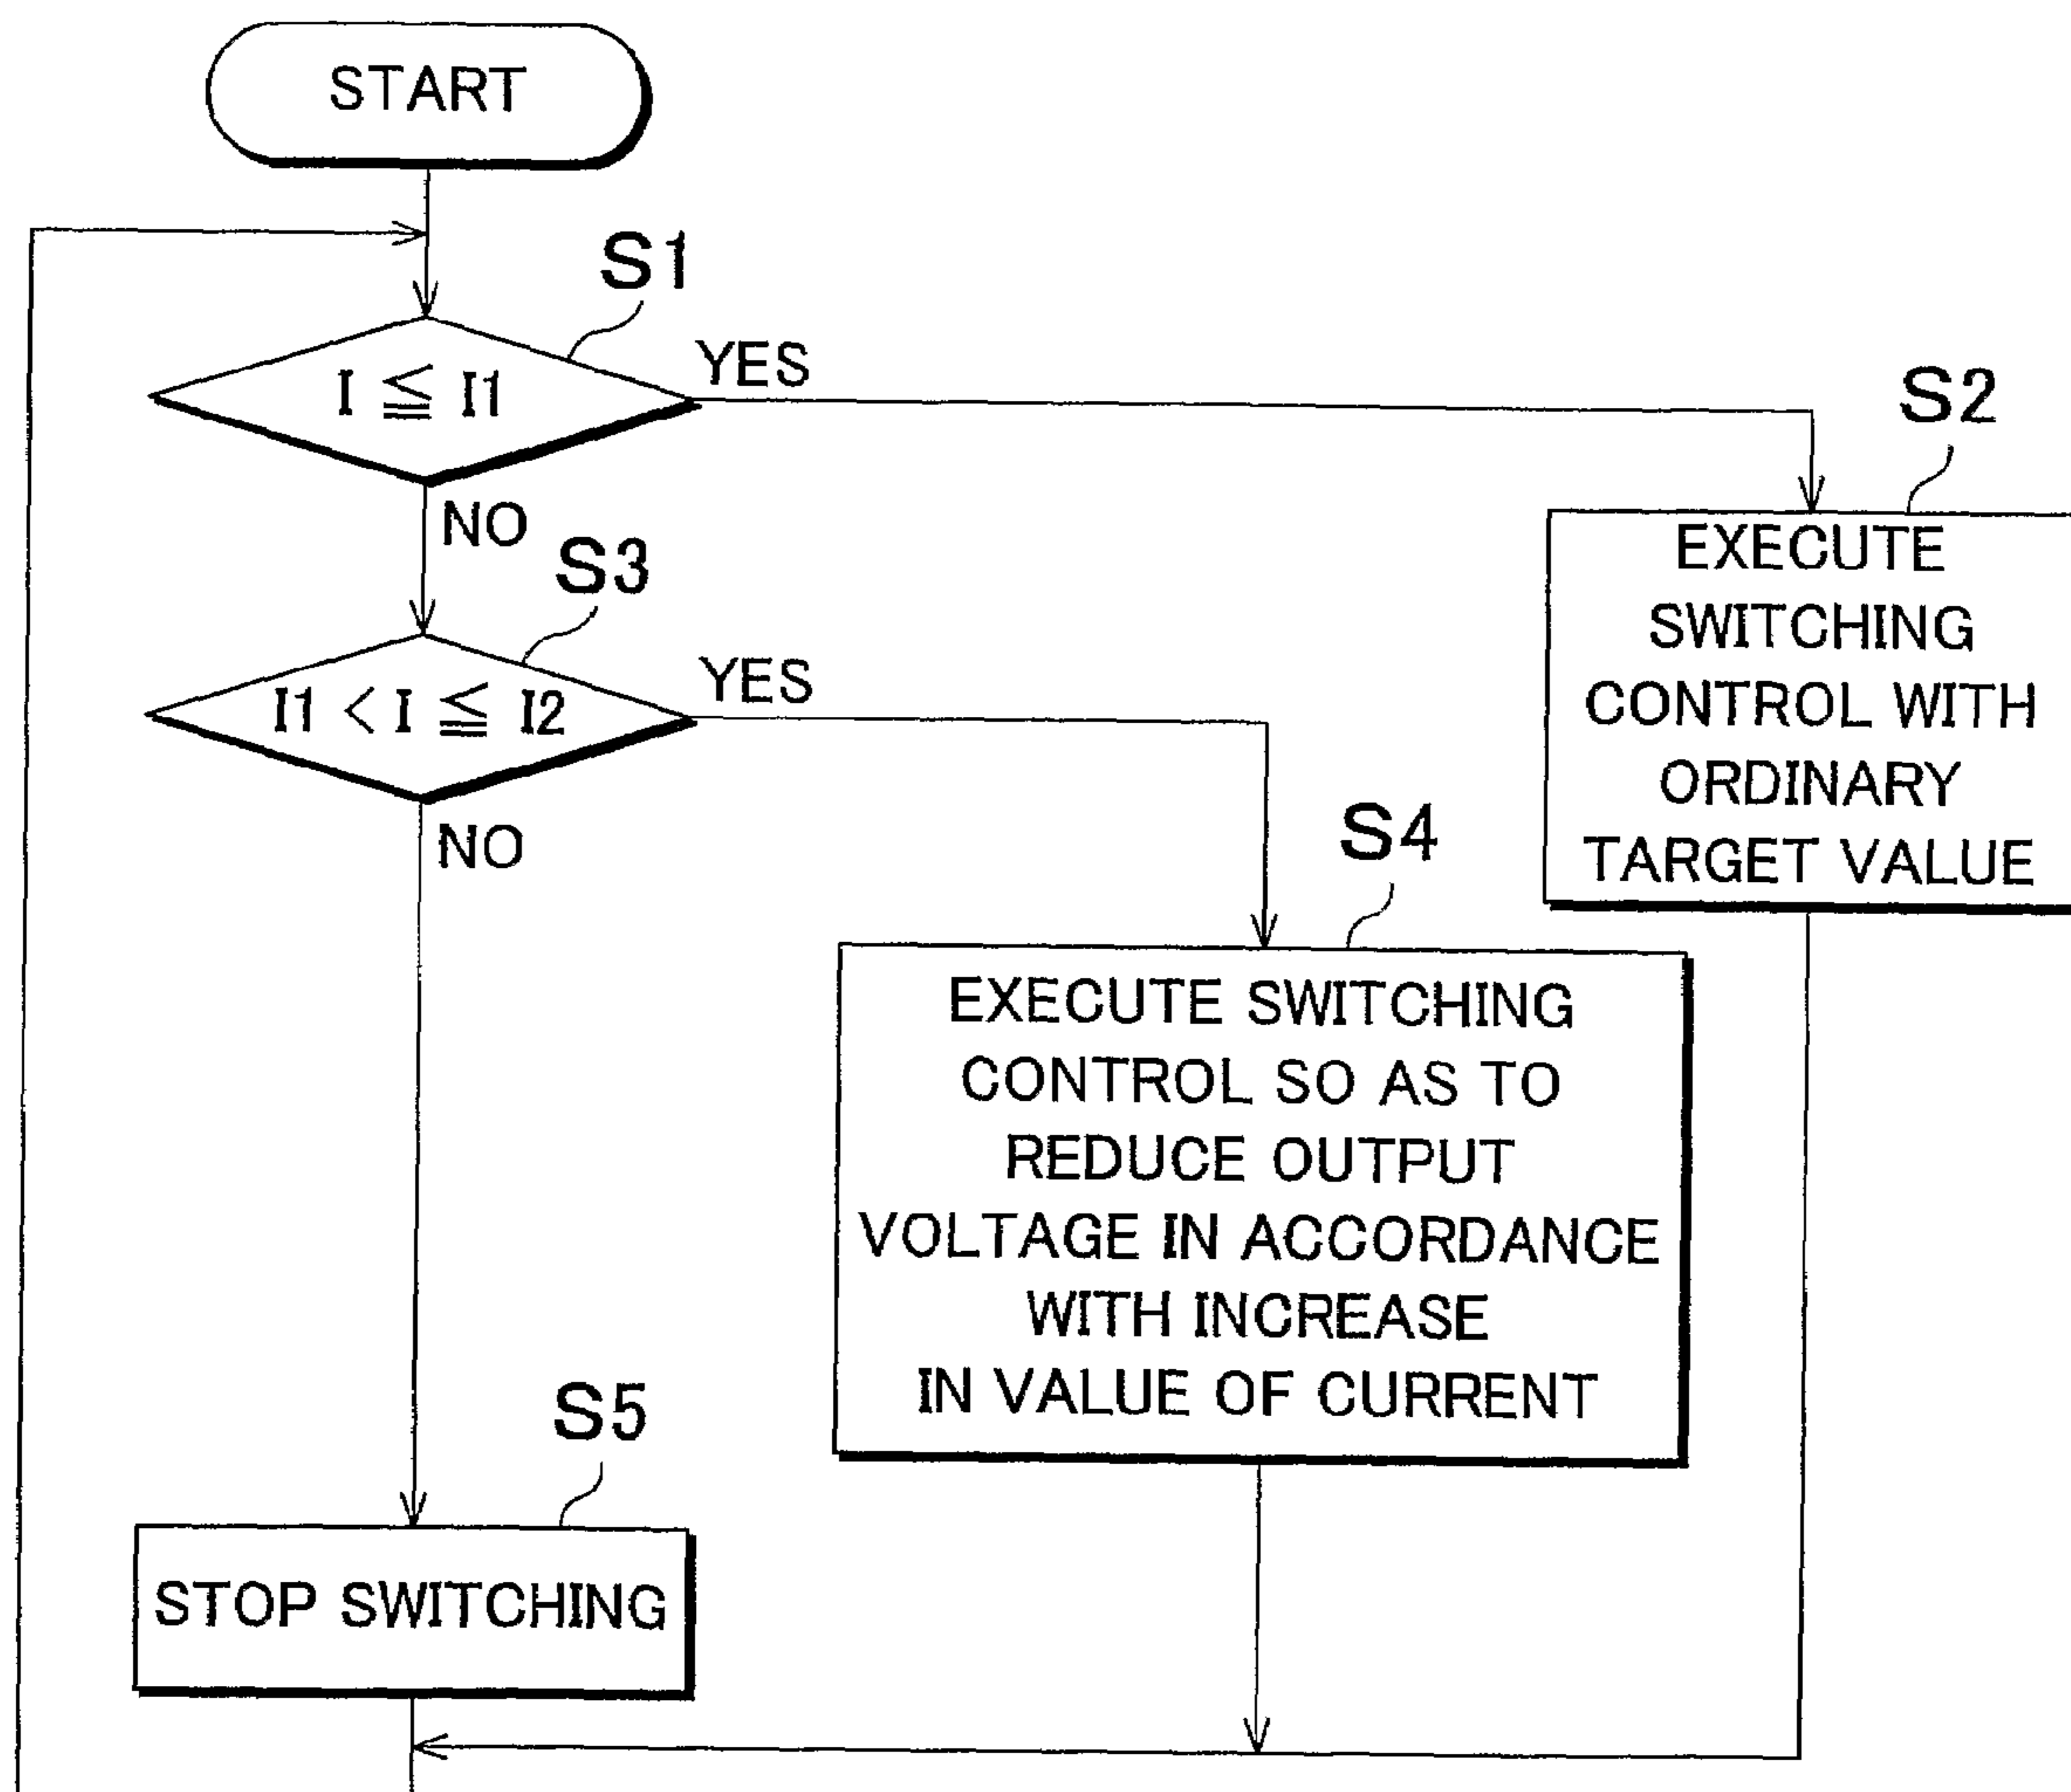 START
S1
I ≦ I1
YES
S2
NO
EXECUTE
SWITCHING
CONTROL WITH
ORDINARY
TARGET VALUE
S3
I1 < I ≦ I2
YES
NO
S4
EXECUTE SWITCHING
CONTROL SO AS TO
REDUCE OUTPUT
VOLTAGE IN ACCORDANCE
WITH INCREASE
IN VALUE OF CURRENT
S5
STOP SWITCHING